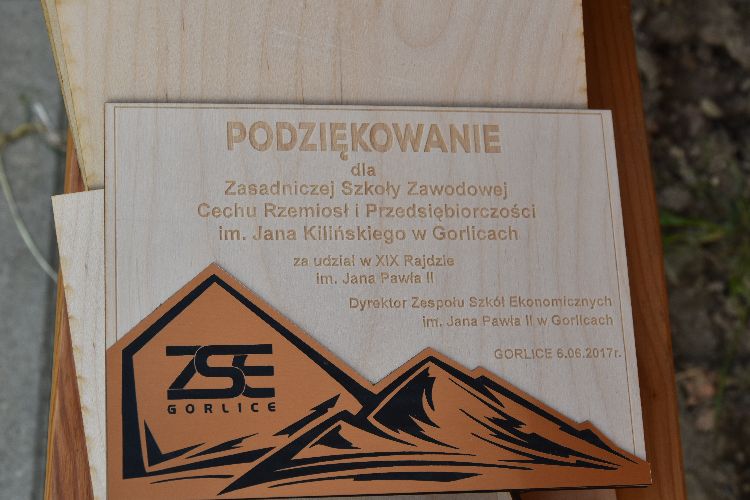 PODZIĘKOWANIE
dla
Zasadniczej Szkoły Zawodowej
Cechu Rzemiosł i Przedsiębiorczości
im. Jana Kilińskiego w Gorlicach
za udział w XIX Rajdzie
im. Jana Pawła II
Dyrektor Zespołu Szkół Ekonomicznych
im. Jana Pawła II w Gorlicach
GORLICE 6.06.2017r.
ZSE
GORLICE